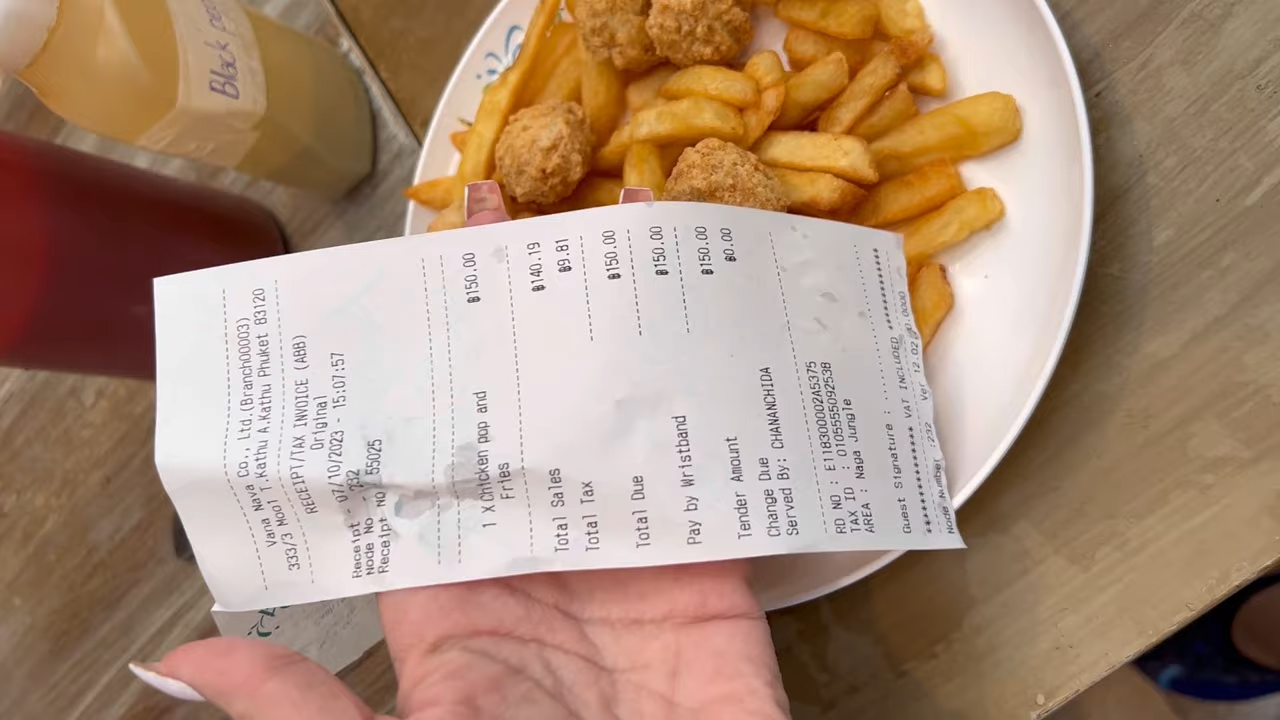 Black
Vana Nava Co., Ltd.(Branch00003)
333/3 Moo1 T.Kathu A.Kathu Phuket 83120
RECEIPT/TAX INVOICE (ABB)
Original
Receipt - 07/10/2023 - 15:07:57
Node No - 232
Receipt No 55025
1 X Chicken pop and ฿150.00
Fries
Total Sales ฿140.19
Total Tax ฿9.81
Total Due ฿150.00
Pay by Wristband ฿150.00
Tender Amount ฿150.00
Change Due ฿0.00
Served By: CHANANCHIDA
RD NO : E118300002A5375
TAX ID : 0105555092538
AREA : Naga Jungle
Guest Signature : ..................
************ VAT INCLUDED ************
Node Number :232 Ver 12.02